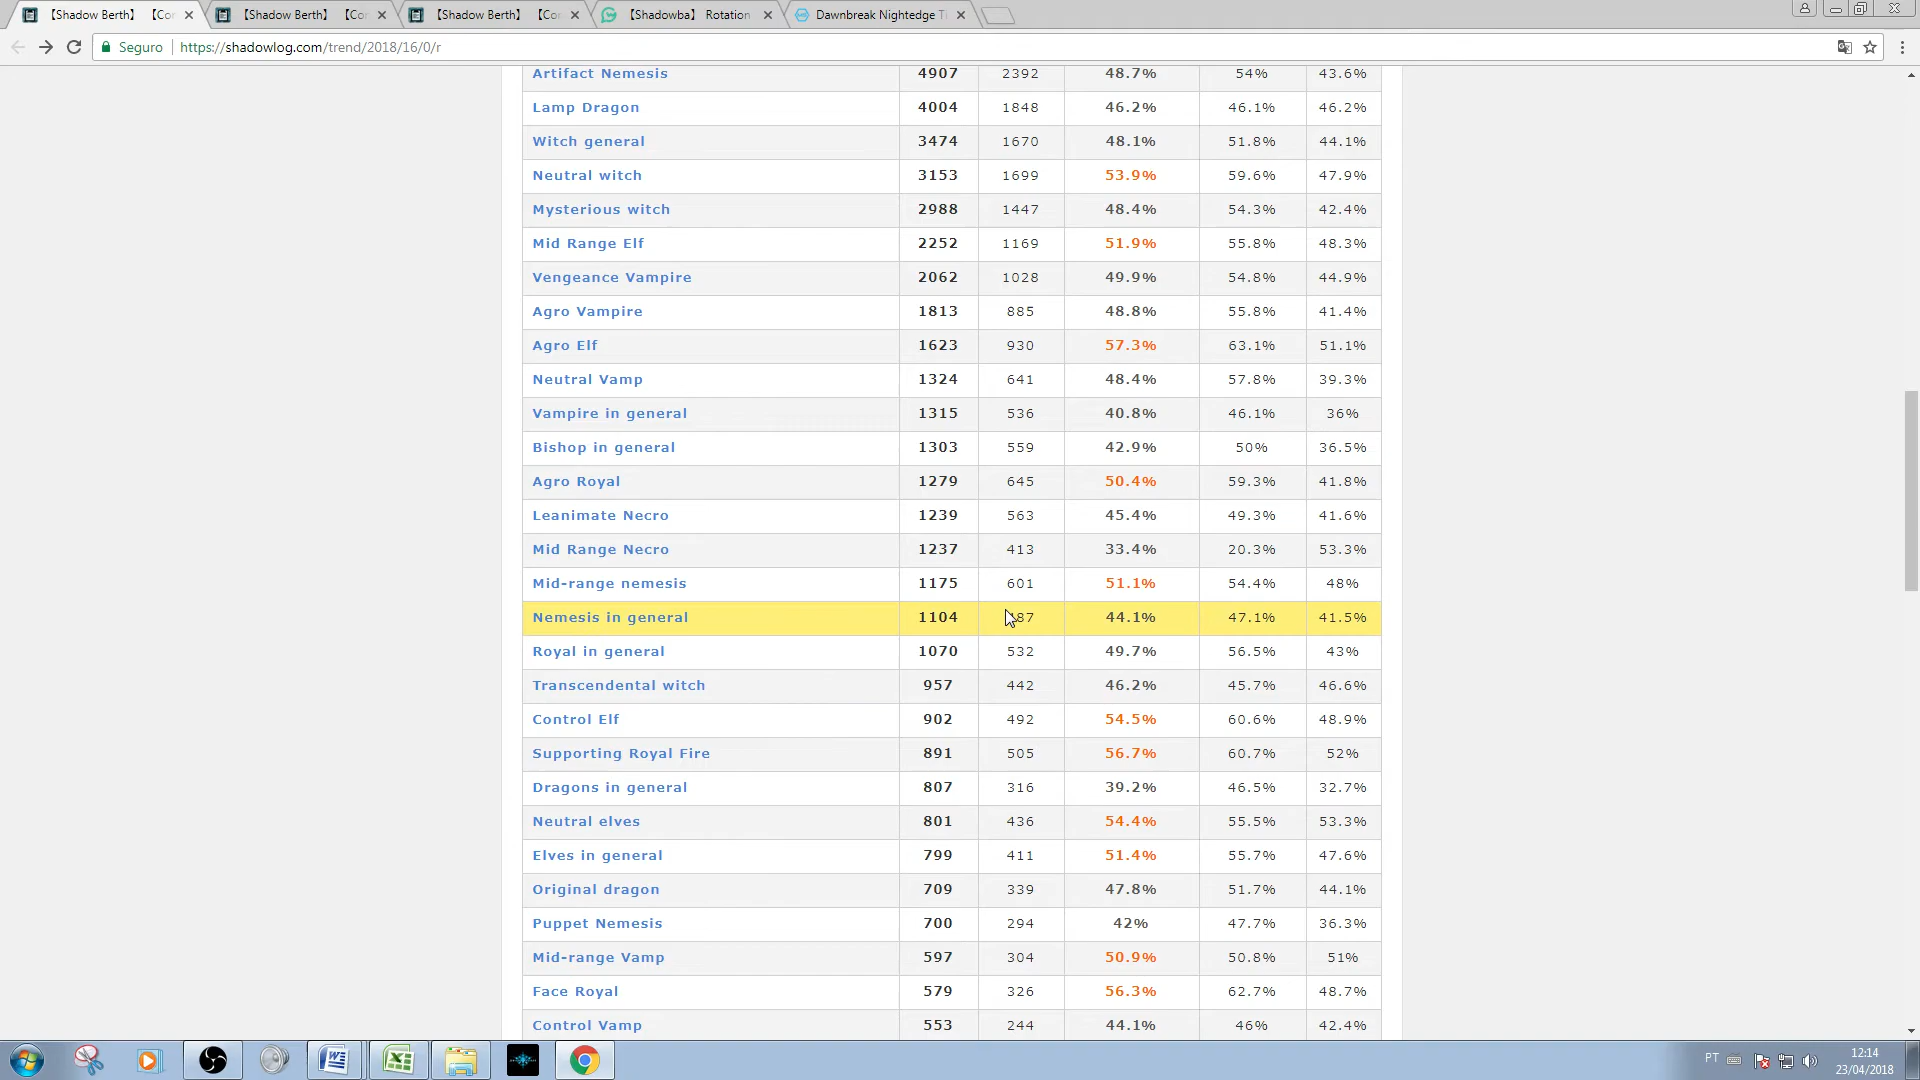 【Shadow Berth】 【Co
【Shadow Berth】 【Co
【Shadow Berth】 【Co
【Shadowba】 Rotation
Dawnbreak Nightedge T
Seguro https://shadowlog.com/trend/2018/16/0/r
Artifact Nemesis 4907 2392 48.7% 54% 43.6%
Lamp Dragon 4004 1848 46.2% 46.1% 46.2%
Witch general 3474 1670 48.1% 51.8% 44.1%
Neutral witch 3153 1699 53.9% 59.6% 47.9%
Mysterious witch 2988 1447 48.4% 54.3% 42.4%
Mid Range Elf 2252 1169 51.9% 55.8% 48.3%
Vengeance Vampire 2062 1028 49.9% 54.8% 44.9%
Agro Vampire 1813 885 48.8% 55.8% 41.4%
Agro Elf 1623 930 57.3% 63.1% 51.1%
Neutral Vamp 1324 641 48.4% 57.8% 39.3%
Vampire in general 1315 536 40.8% 46.1% 36%
Bishop in general 1303 559 42.9% 50% 36.5%
Agro Royal 1279 645 50.4% 59.3% 41.8%
Leanimate Necro 1239 563 45.4% 49.3% 41.6%
Mid Range Necro 1237 413 33.4% 20.3% 53.3%
Mid-range nemesis 1175 601 51.1% 54.4% 48%
Nemesis in general 1104 44.1% 47.1% 41.5%
Royal in general 1070 532 49.7% 56.5% 43%
Transcendental witch 957 442 46.2% 45.7% 46.6%
Control Elf 902 492 54.5% 60.6% 48.9%
Supporting Royal Fire 891 505 56.7% 60.7% 52%
Dragons in general 807 316 39.2% 46.5% 32.7%
Neutral elves 801 436 54.4% 55.5% 53.3%
Elves in general 799 411 51.4% 55.7% 47.6%
Original dragon 709 339 47.8% 51.7% 44.1%
Puppet Nemesis 700 294 42% 47.7% 36.3%
Mid-range Vamp 597 304 50.9% 50.8% 51%
Face Royal 579 326 56.3% 62.7% 48.7%
Control Vamp 553 244 44.1% 46% 42.4%
PT
12:14
23/04/2018